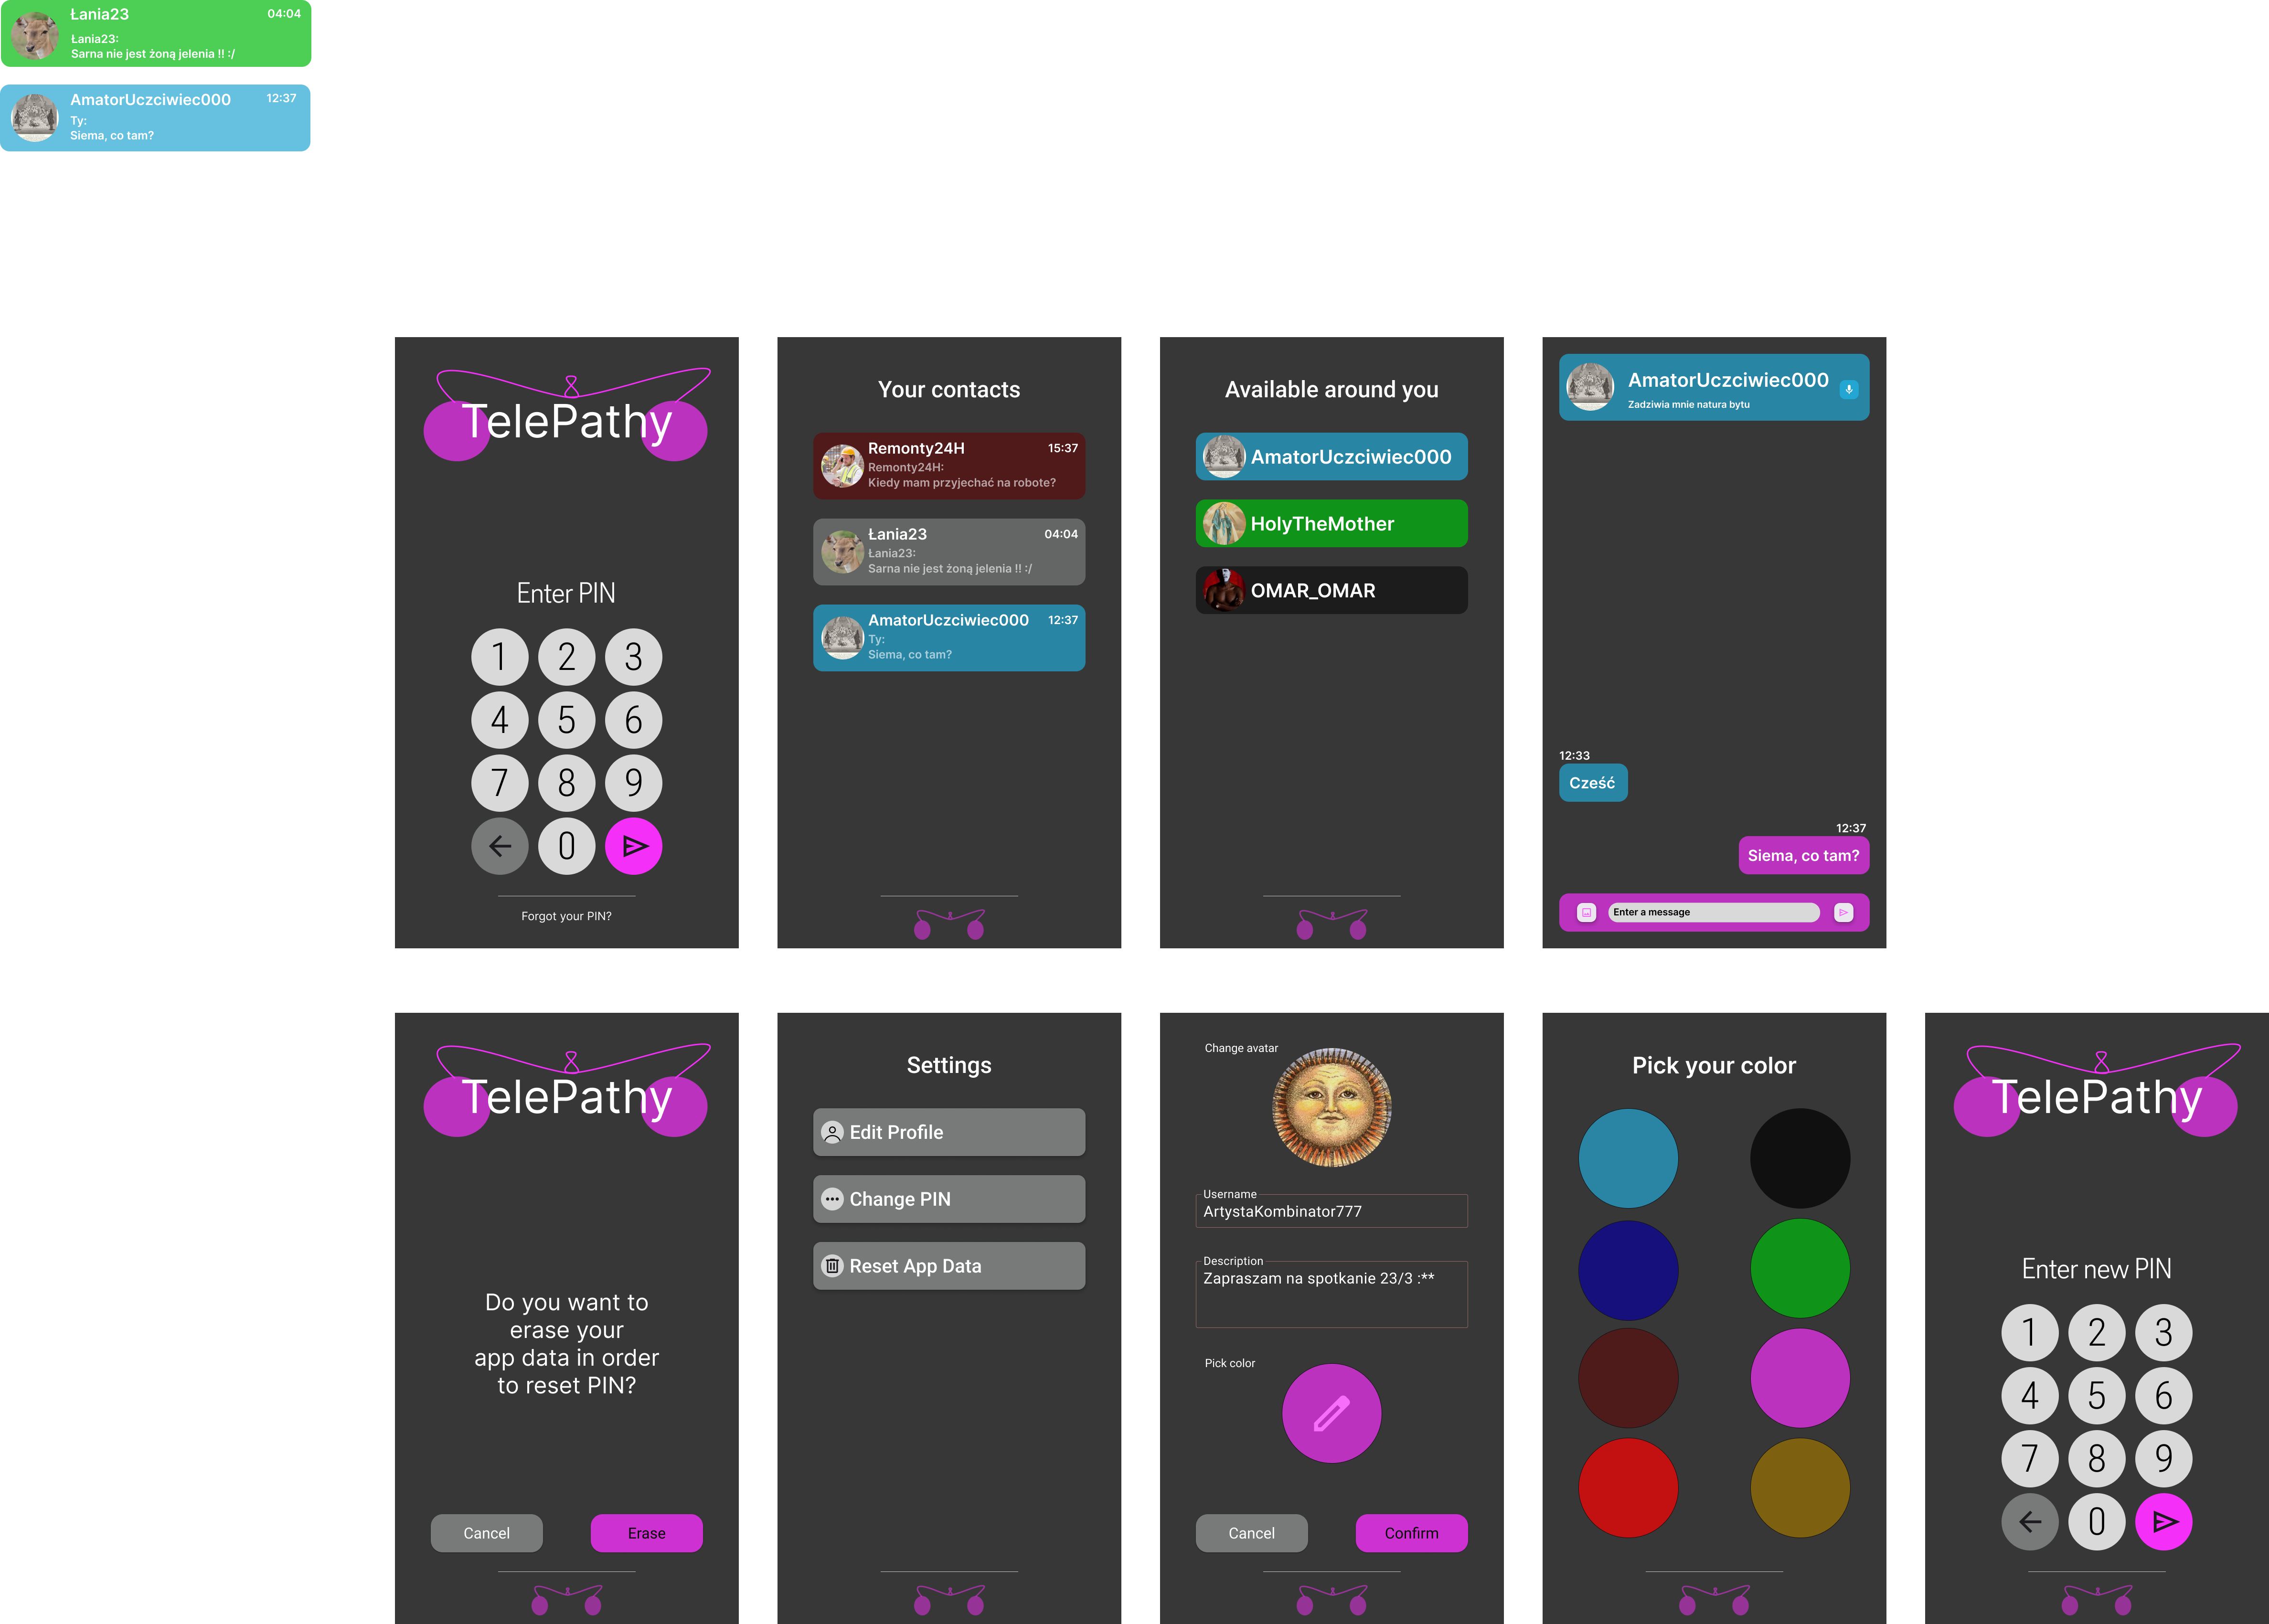 Łania23
04:04
Łania23:
Sarna nie jest żoną jelenia !! :/
AmatorUczciwiec000
12:37
Ty:
Siema, co tam?
TelePathy
Enter PIN
1 2 3
4 5 6
7 8 9
0
Forgot your PIN?
Your contacts
Remonty24H
15:37
Remonty24H:
Kiedy mam przyjechać na robote?
Łania23
04:04
Łania23:
Sarna nie jest żoną jelenia !! :/
AmatorUczciwiec000
12:37
Ty:
Siema, co tam?
Available around you
AmatorUczciwiec000
HolyTheMother
OMAR_OMAR
AmatorUczciwiec000
Zadziwia mnie natura bytu
12:33
Cześć
12:37
Siema, co tam?
Enter a message
TelePathy
Do you want to
erase your
app data in order
to reset PIN?
Cancel
Erase
Settings
Edit Profile
Change PIN
Reset App Data
Change avatar
Username
ArtystaKombinator777
Description
Zapraszam na spotkanie 23/3 :**
Pick color
Cancel
Confirm
Pick your color
TelePathy
Enter new PIN
1 2 3
4 5 6
7 8 9
0